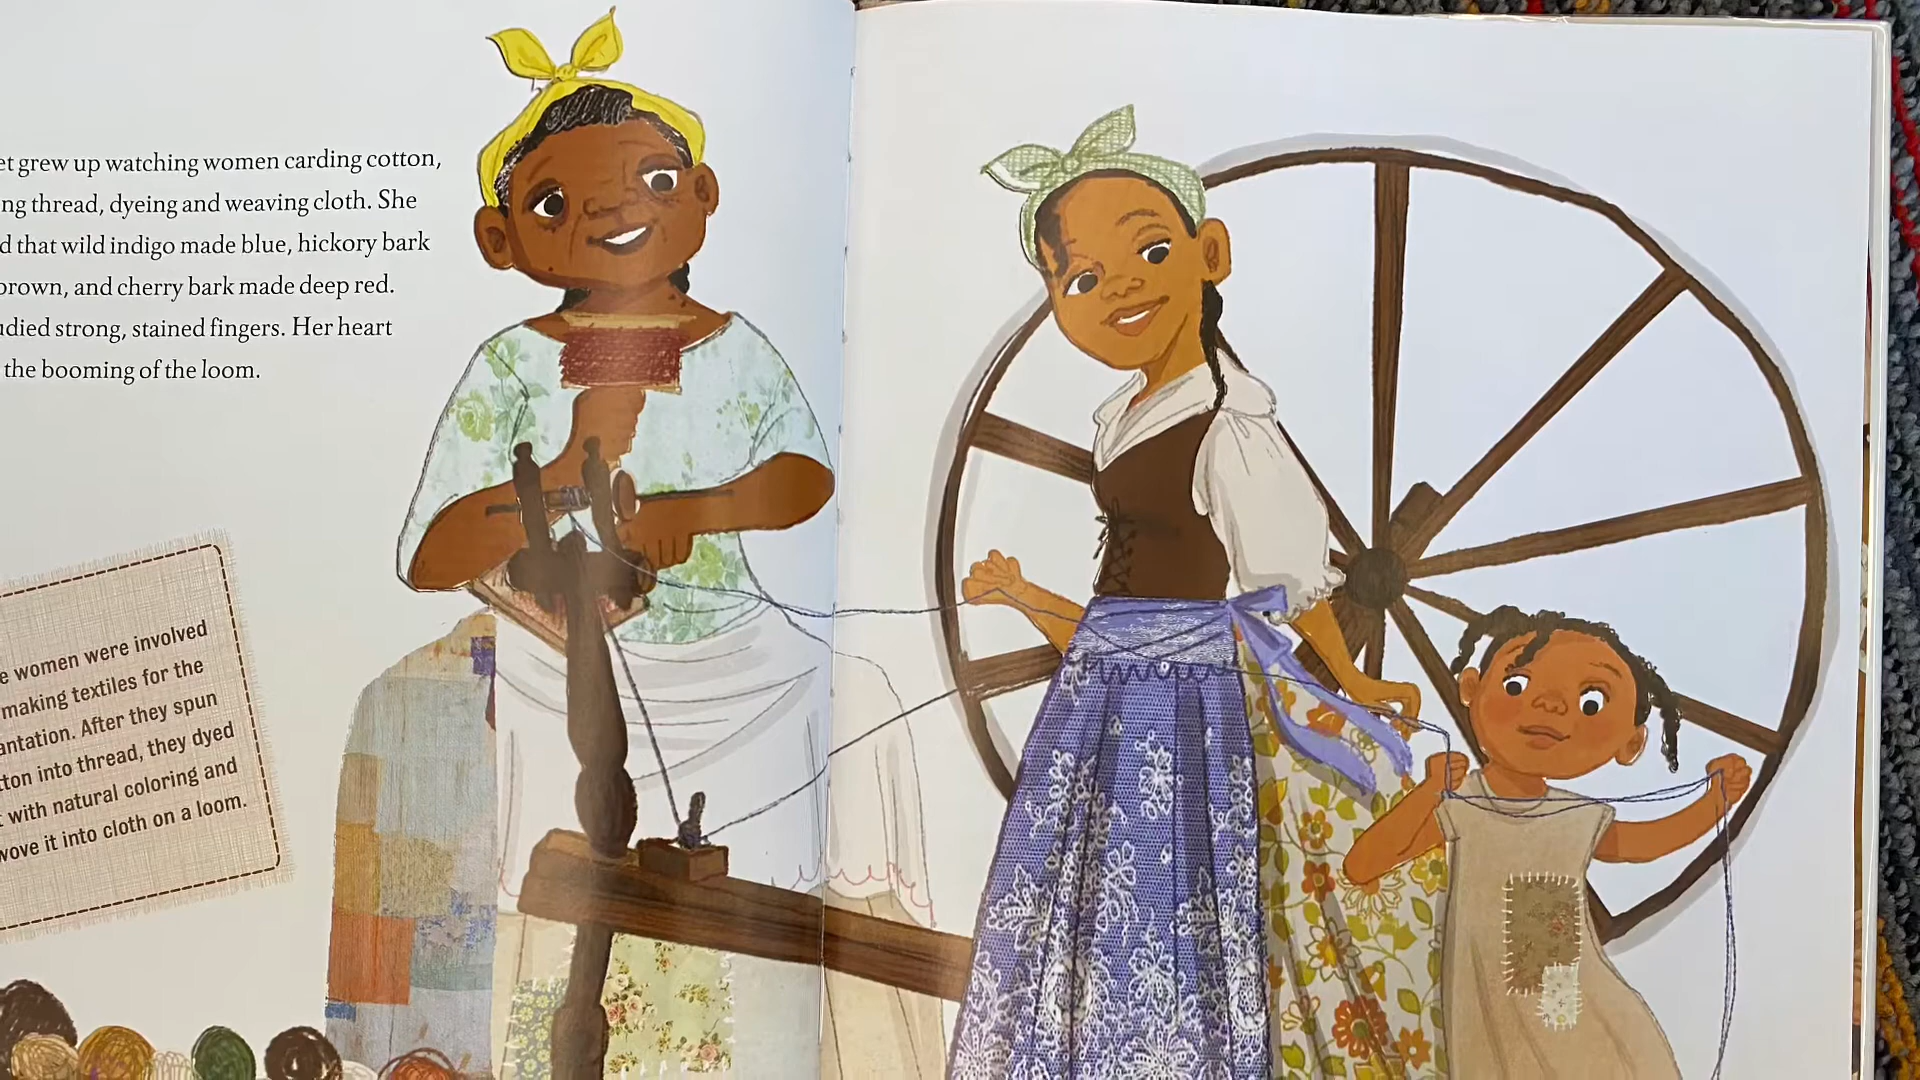 et grew up watching women carding cotton,
ng thread, dyeing and weaving cloth. She
d that wild indigo made blue, hickory bark
brown, and cherry bark made deep red.
udied strong, stained fingers. Her heart
the booming of the loom.
e women were involved
making textiles for the
antation. After they spun
tton into thread, they dyed
t with natural coloring and
wove it into cloth on a loom.